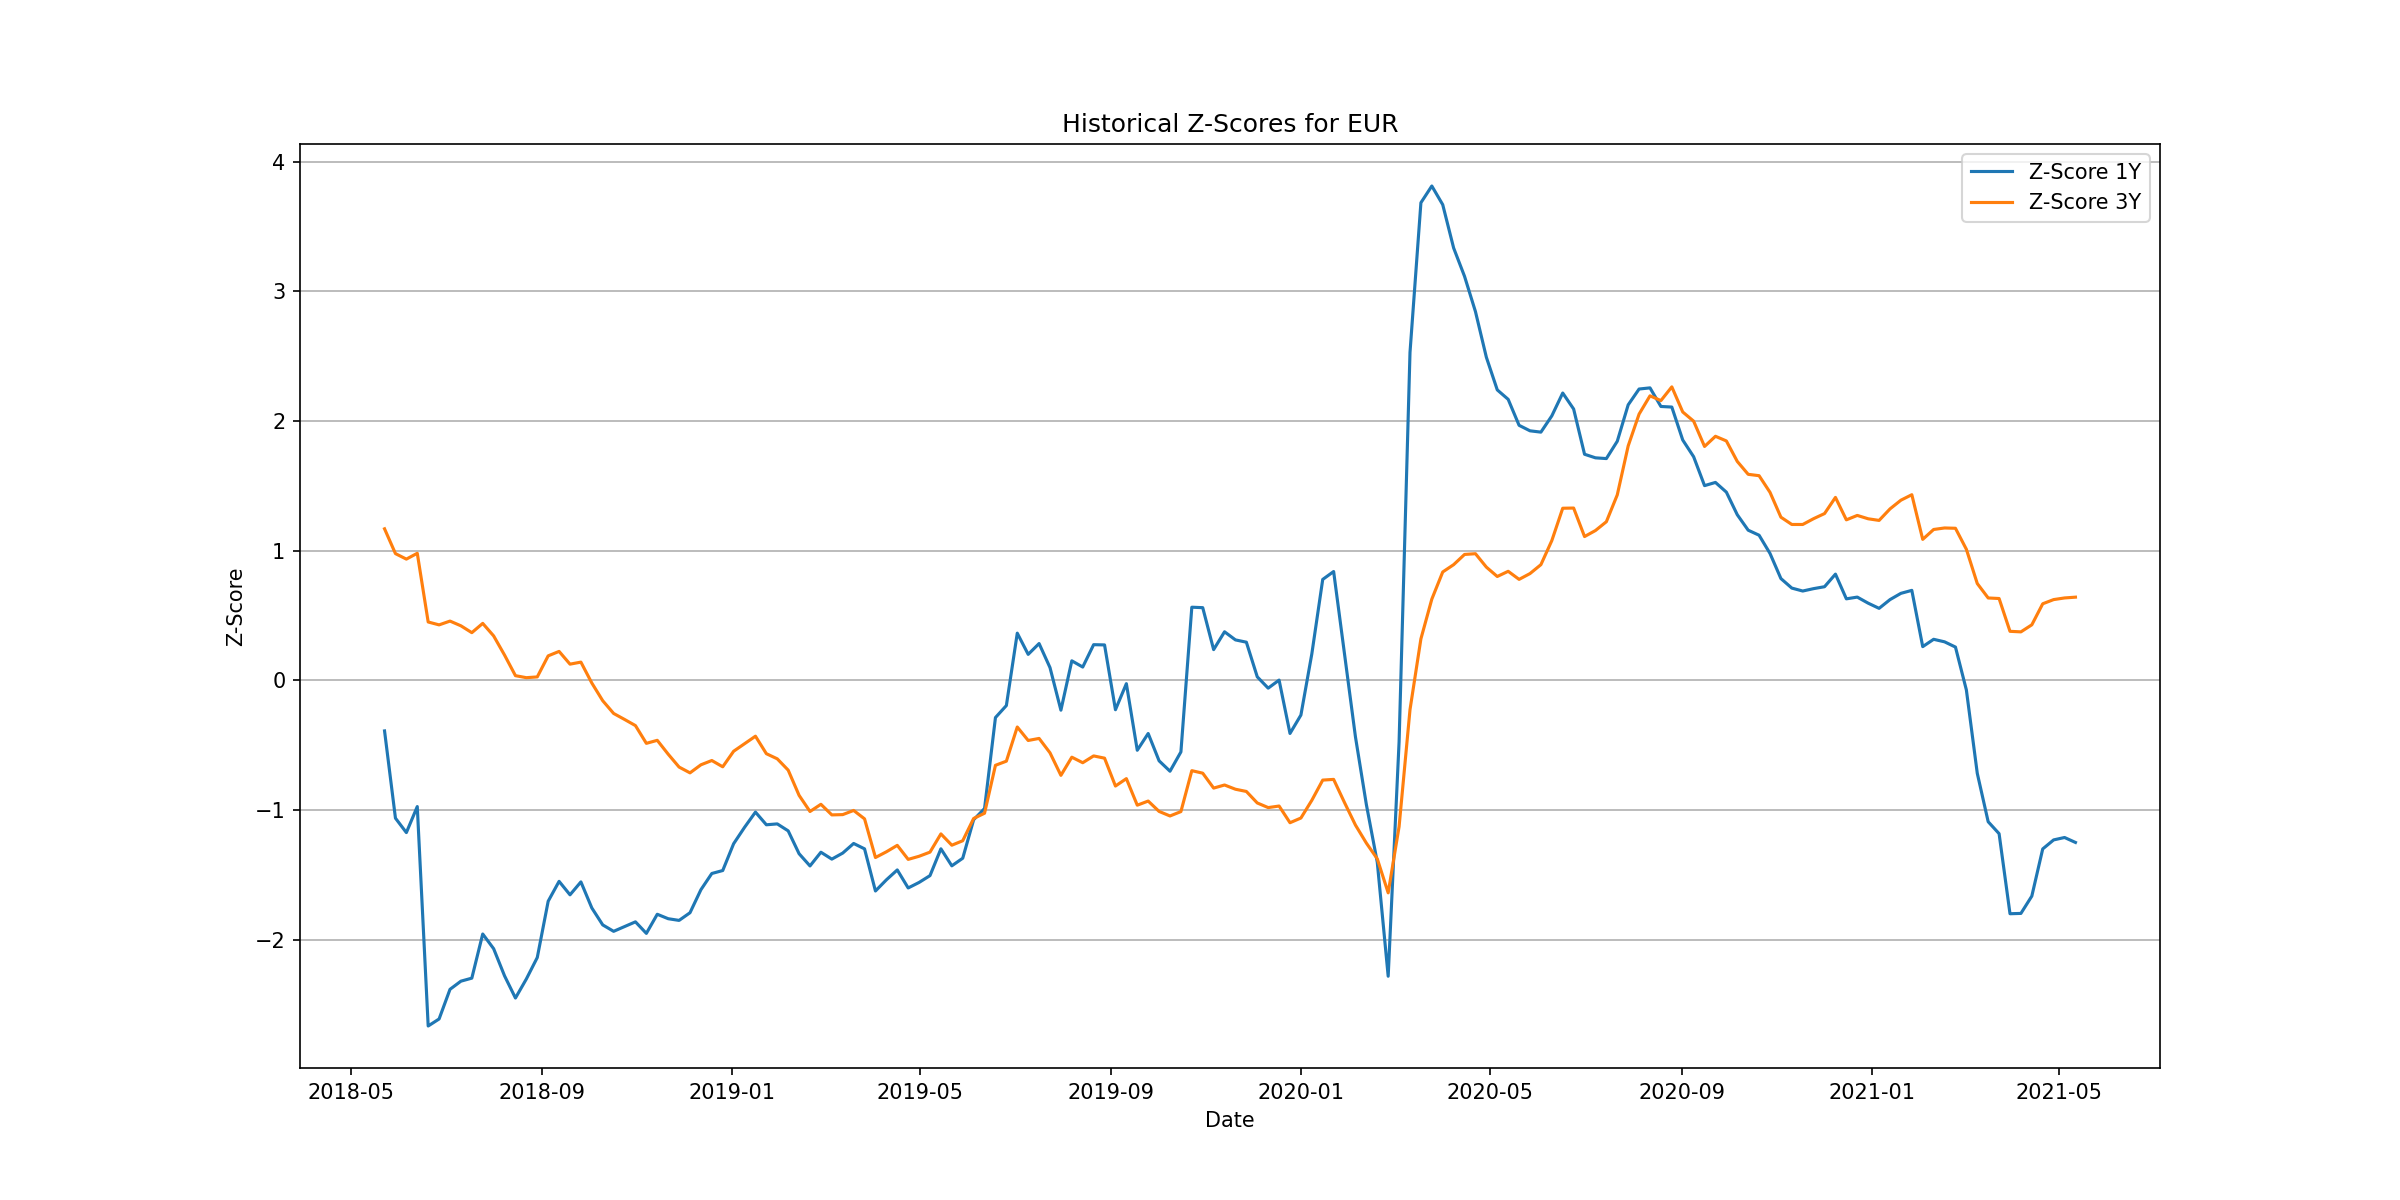 Historical Z-Scores for EUR
Z-Score 1Y
Z-Score 3Y
4
3
2
1
0
−1
−2
Z-Score
2018-05 2018-09 2019-01 2019-05 2019-09 2020-01 2020-05 2020-09 2021-01 2021-05
Date